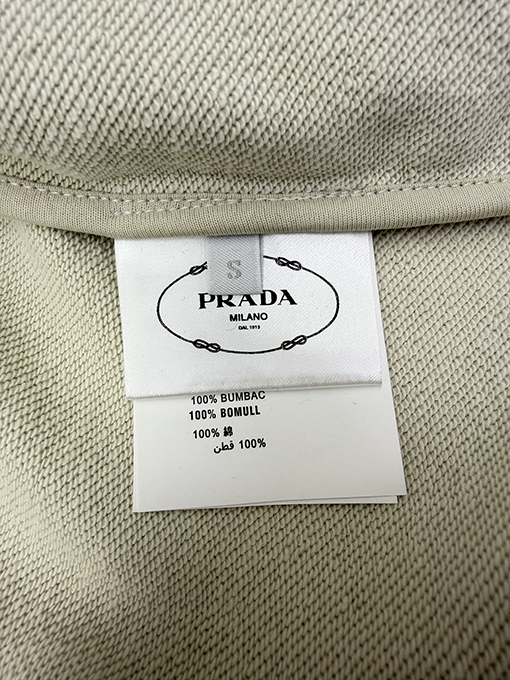 S
PRADA
MILANO
DAL 1913
100% BUMBAC
100% BOMULL
100% 綿
100% قطن